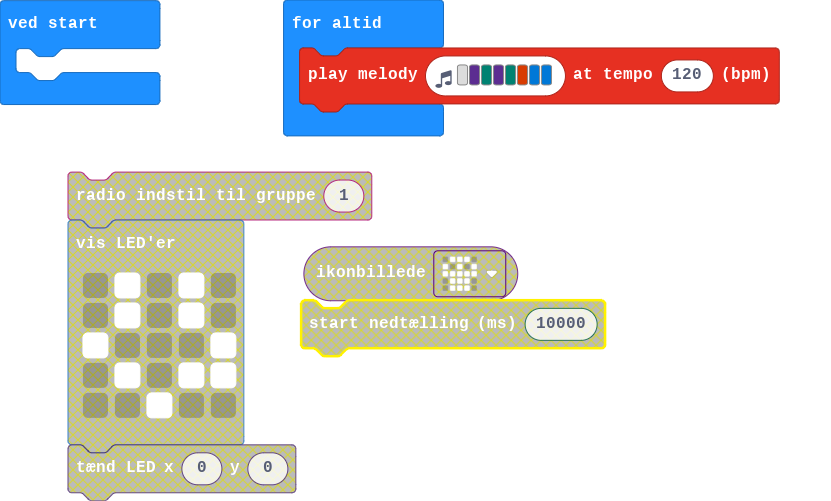 ved start
for altid
play melody at tempo 120 (bpm)
radio indstil til gruppe 1
vis LED'er
ikonbillede
start nedtælling (ms) 10000
tænd LED x 0 y 0